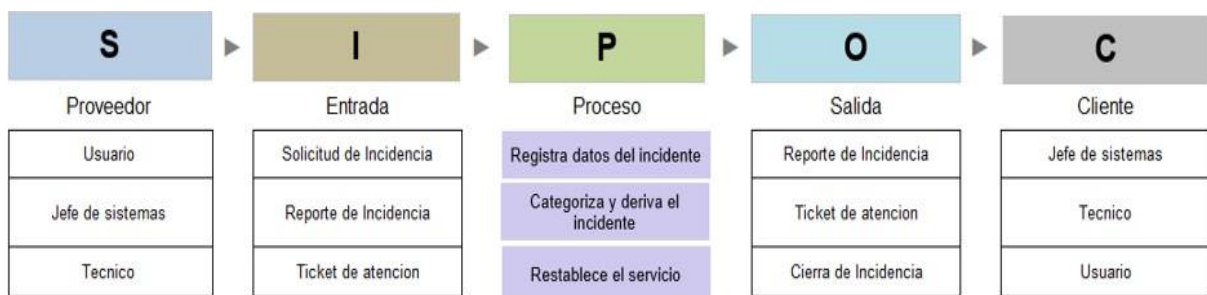 S I P O C
Proveedor Entrada Proceso Salida Cliente
Usuario Solicitud de Incidencia Registra datos del incidente Reporte de Incidencia Jefe de sistemas
Jefe de sistemas Reporte de Incidencia Categoriza y deriva el
incidente Ticket de atencion Tecnico
Tecnico Ticket de atencion Restablece el servicio Cierra de Incidencia Usuario